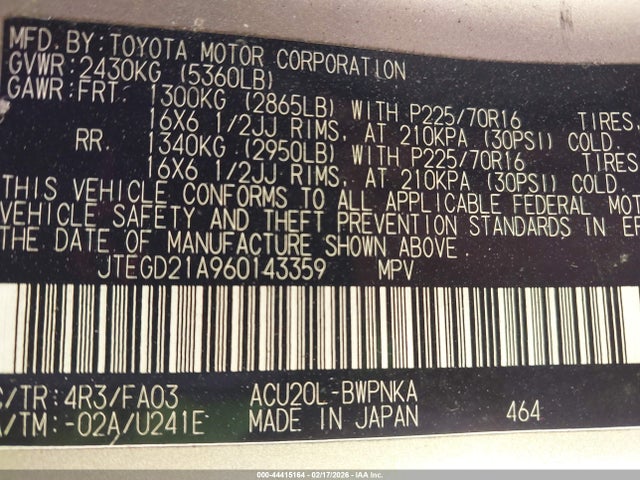 MFD.BY:TOYOTA MOTOR CORPORATION
GVWR:2430KG (5360LB)
GAWR:FRT. 1300KG (2865LB) WITH P225/70R16 TIRES
16X6 1/2JJ RIMS, AT 210KPA (30PSI) COLD.
RR. 1340KG (2950LB) WITH P225/70R16 TIRES
16X6 1/2JJ RIMS, AT 210KPA (30PSI) COLD.
THIS VEHICLE CONFORMS TO ALL APPLICABLE FEDERAL MOT
VEHICLE SAFETY AND THEFT PREVENTION STANDARDS IN EF
THE DATE OF MANUFACTURE SHOWN ABOVE
JTEGD21A960143359 MPV
/TR:4R3/FA03 ACU20L-BWPNKA
A/TM:-02A/U241E MADE IN JAPAN 464
000-44415164 - 02/17/2026 - IAA Inc.